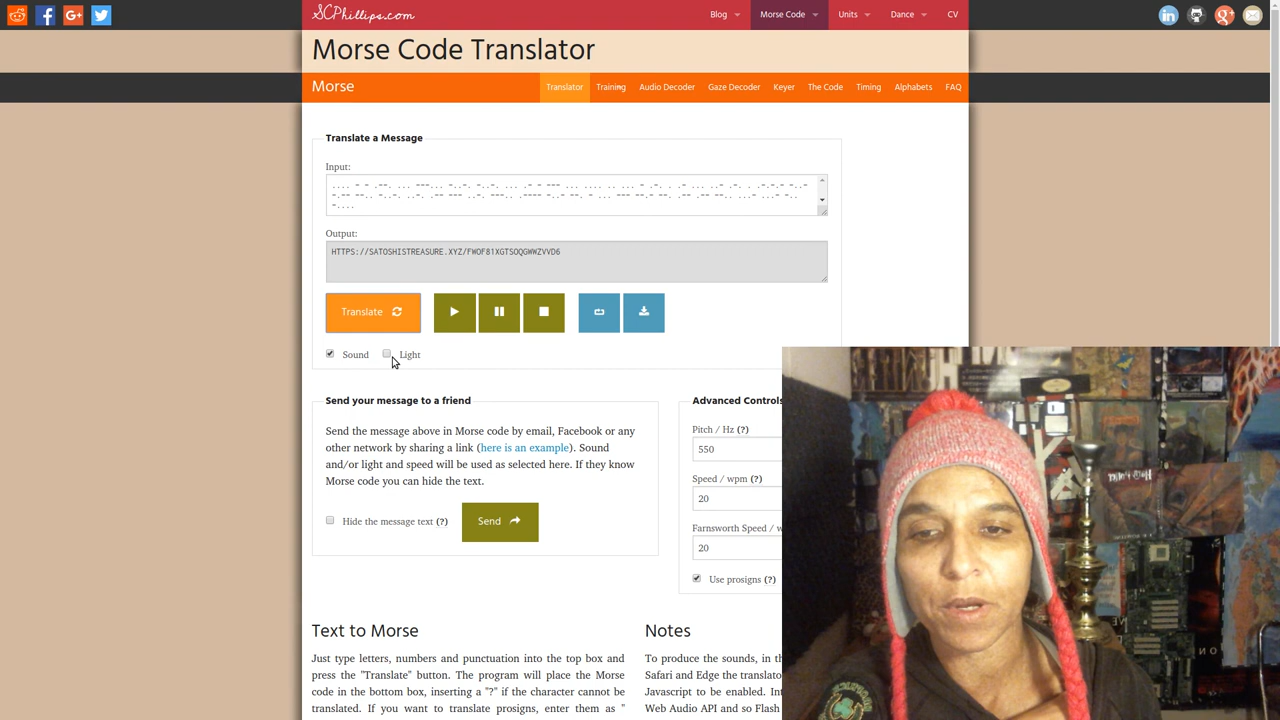 SCPhillips.com
Blog Morse Code Units Dance CV
Morse Code Translator
Morse
Translator Training Audio Decoder Gaze Decoder Keyer The Code Timing Alphabets FAQ
Translate a Message
Input:
Output:
HTTPS://SATOSHISTREASURE.XYZ/FWOF81XGTSOQGWWZVVD6
Translate
Sound Light
Send your message to a friend
Send the message above in Morse code by email, Facebook or any
other network by sharing a link (here is an example). Sound
and/or light and speed will be used as selected here. If they know
Morse code you can hide the text.
Hide the message text (?)
Send
Advanced Controls
Pitch / Hz (?)
550
Speed / wpm (?)
20
Farnsworth Speed / w
20
Use prosigns (?)
Text to Morse
Just type letters, numbers and punctuation into the top box and
press the "Translate" button. The program will place the Morse
code in the bottom box, inserting a "?" if the character cannot be
translated. If you want to translate prosigns, enter them as "
Notes
To produce the sounds, in th
Safari and Edge the translato
Javascript to be enabled. Int
Web Audio API and so Flash